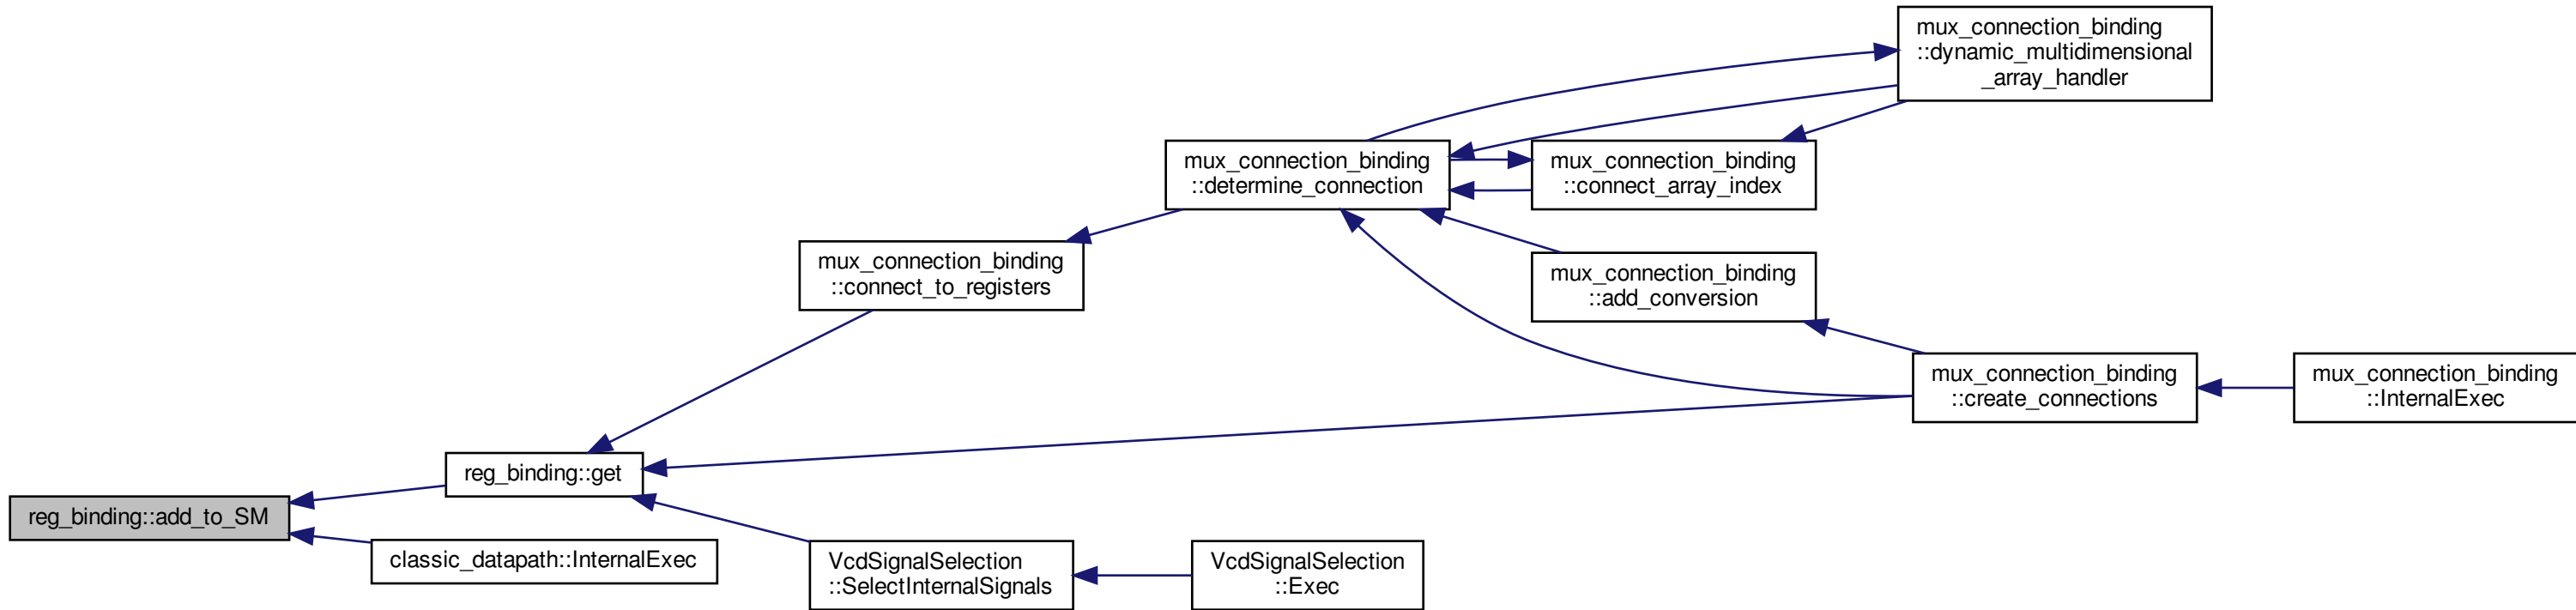 mux_connection_binding
::dynamic_multidimensional
_array_handler
mux_connection_binding
::determine_connection
mux_connection_binding
::connect_array_index
mux_connection_binding
::connect_to_registers
mux_connection_binding
::add_conversion
mux_connection_binding
::create_connections
mux_connection_binding
::InternalExec
reg_binding::get
reg_binding::add_to_SM
classic_datapath::InternalExec
VcdSignalSelection
::SelectInternalSignals
VcdSignalSelection
::Exec